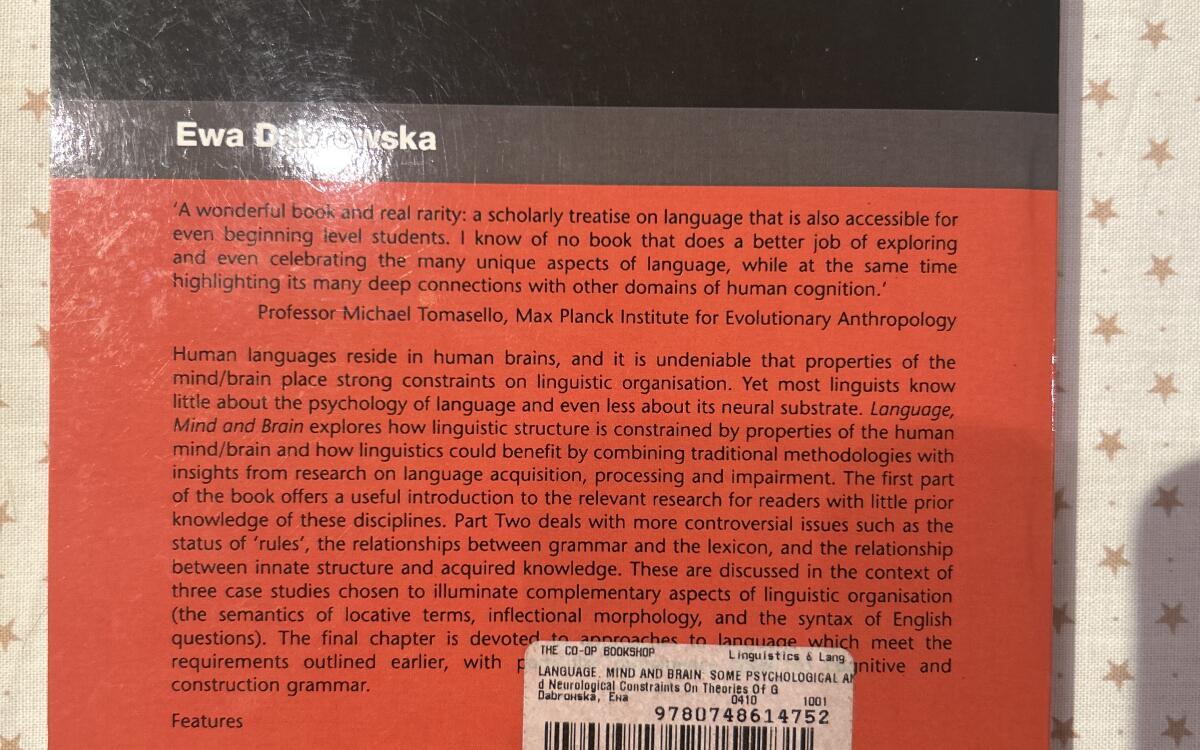 Ewa Dabrowska
'A wonderful book and real rarity: a scholarly treatise on language that is also accessible for
even beginning level students. I know of no book that does a better job of exploring
and even celebrating the many unique aspects of language, while at the same time
highlighting its many deep connections with other domains of human cognition.'
Professor Michael Tomasello, Max Planck Institute for Evolutionary Anthropology
Human languages reside in human brains, and it is undeniable that properties of the
mind/brain place strong constraints on linguistic organisation. Yet most linguists know
little about the psychology of language and even less about its neural substrate. Language,
Mind and Brain explores how linguistic structure is constrained by properties of the human
mind/brain and how linguistics could benefit by combining traditional methodologies with
insights from research on language acquisition, processing and impairment. The first part
of the book offers a useful introduction to the relevant research for readers with little prior
knowledge of these disciplines. Part Two deals with more controversial issues such as the
status of 'rules', the relationships between grammar and the lexicon, and the relationship
between innate structure and acquired knowledge. These are discussed in the context of
three case studies chosen to illuminate complementary aspects of linguistic organisation
(the semantics of locative terms, inflectional morphology, and the syntax of English
questions). The final chapter is devoted to approaches to language which meet the
requirements outlined earlier, with and
construction grammar.
Features
THE CO-OP BOOKSHOP Linguistics & Lang
LANGUAGE, MIND AND BRAIN: SOME PSYCHOLOGICAL AN
d Neurological Constraints On Theories Of G
Dabrowska, Ewa 0410 1001
9780748614752